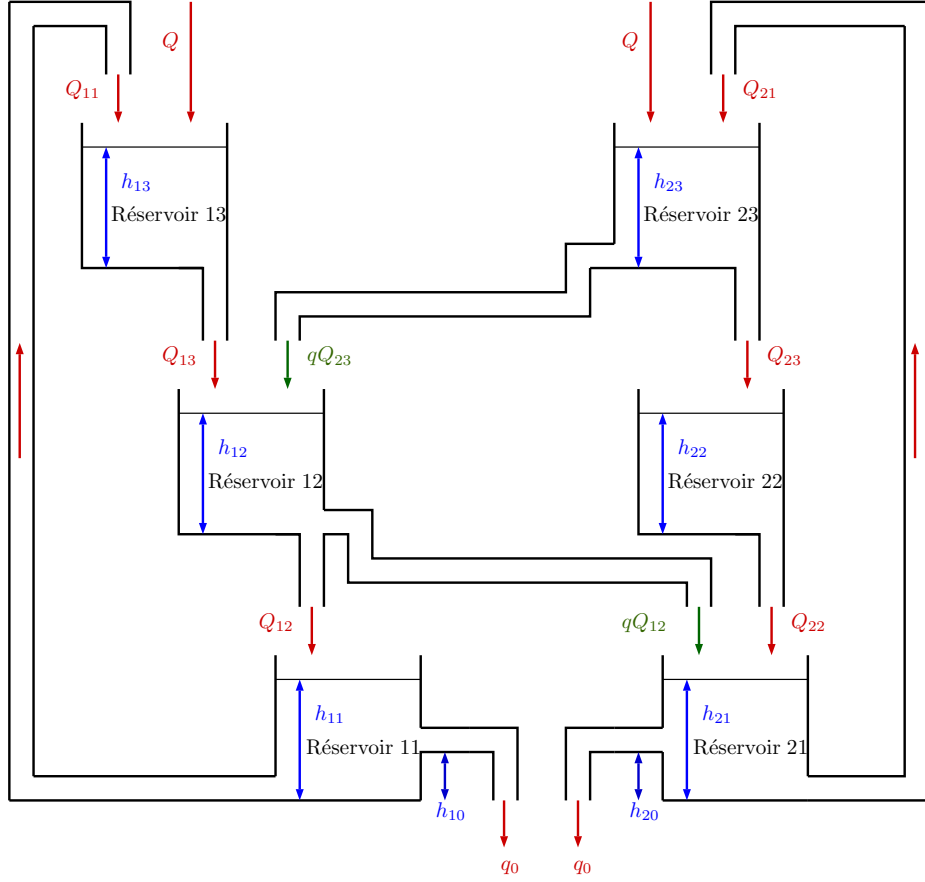 Q Q
Q₁₁ Q₂₁
h₁₃ h₂₃
Réservoir 13 Réservoir 23
Q₁₃ qQ₂₃ Q₂₃
h₁₂ h₂₂
Réservoir 12 Réservoir 22
Q₁₂ qQ₁₂ Q₂₂
h₁₁ h₂₁
Réservoir 11 Réservoir 21
h₁₀ h₂₀
q₀ q₀